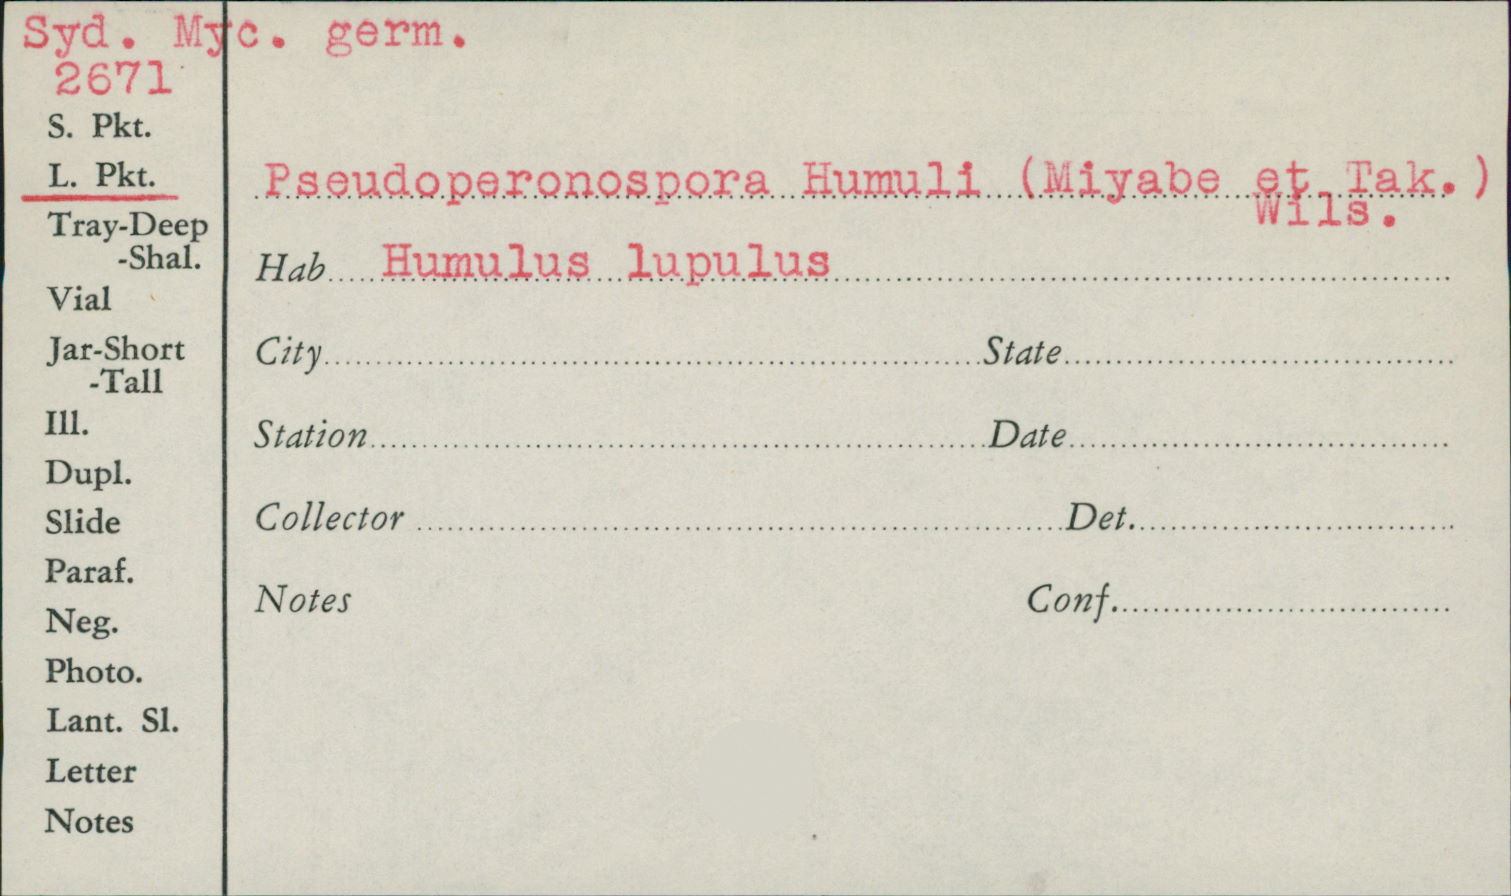 Syd. Myc. germ.
2671
S. Pkt.
L. Pkt.
Tray-Deep
-Shal.
Vial
Jar-Short
-Tall
Ill.
Dupl.
Slide
Paraf.
Neg.
Photo.
Lant. Sl.
Letter
Notes
Pseudoperonospora Humuli (Miyabe et Tak.)
Wils.
Hab Humulus lupulus
City State
Station Date
Collector Det.
Notes Conf.